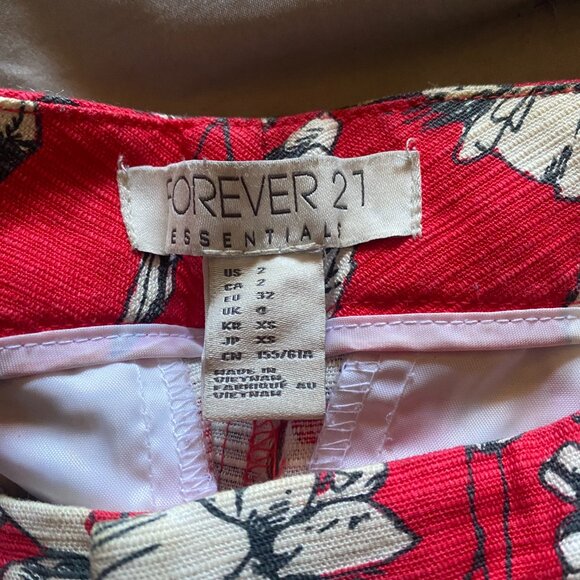 FOREVER 21
ESSENTIALS
US 2
CA 2
EU 32
UK
KR XS
JP XS
CN 155/61A
MADE IN
VIETNAM
FABRIQUÉ AU
VIETNAM